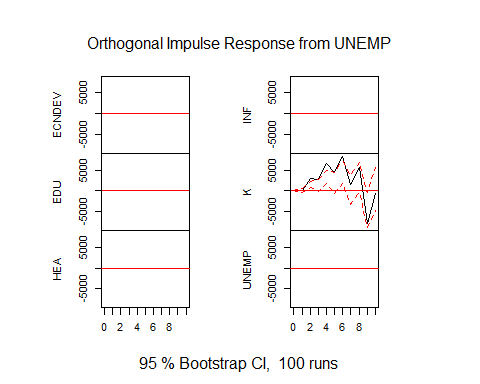 Orthogonal Impulse Response from UNEMP
ECNDEV
5000
-5000
EDU
5000
-5000
HEA
5000
-5000
0 2 4 6 8
INF
5000
-5000
K
5000
-5000
UNEMP
5000
-5000
0 2 4 6 8
95 % Bootstrap CI, 100 runs